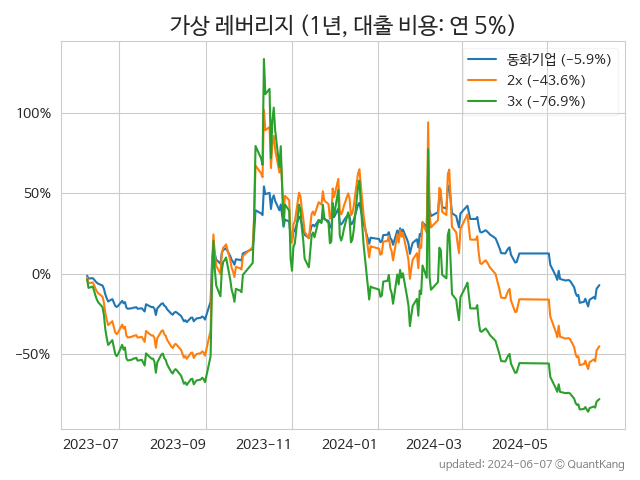 가상 레버리지 (1년, 대출 비용: 연 5%)
동화기업 (−5.9%)
2x (−43.6%)
3x (−76.9%)
100%
50%
0%
−50%
2023-07 2023-09 2023-11 2024-01 2024-03 2024-05
updated: 2024-06-07 © QuantKang